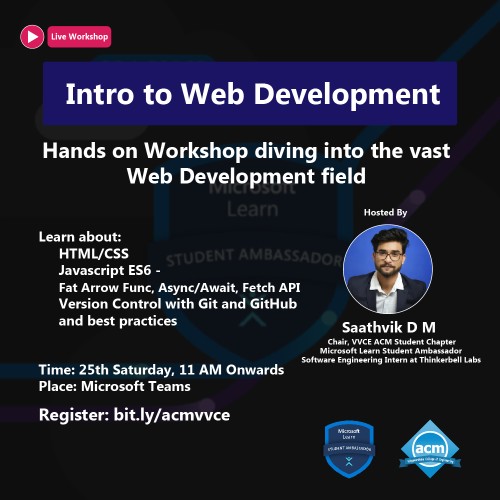 Live Workshop
Intro to Web Development
Hands on Workshop diving into the vast
Web Development field
Microsoft
Learn
STUDENT AMBASSADOR
Hosted By
Learn about:
HTML/CSS
Javascript ES6 -
Fat Arrow Func, Async/Await, Fetch API
Version Control with Git and GitHub
and best practices
Saathvik D M
Chair, VVCE ACM Student Chapter
Microsoft Learn Student Ambassador
Software Engineering Intern at Thinkerbell Labs
Time: 25th Saturday, 11 AM Onwards
Place: Microsoft Teams
Register: bit.ly/acmvvce
Microsoft
Learn
STUDENT AMBASSADOR
acm